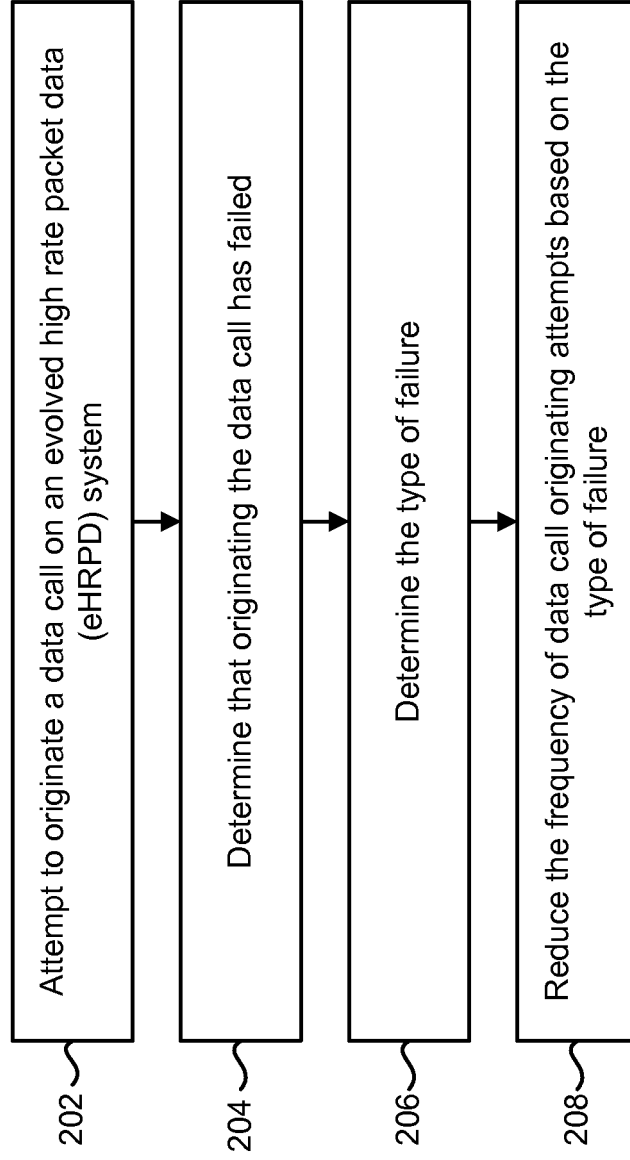 202
Attempt to originate a data call on an evolved high rate packet data
(eHRPD) system
204
Determine that originating the data call has failed
206
Determine the type of failure
208
Reduce the frequency of data call originating attempts based on the
type of failure